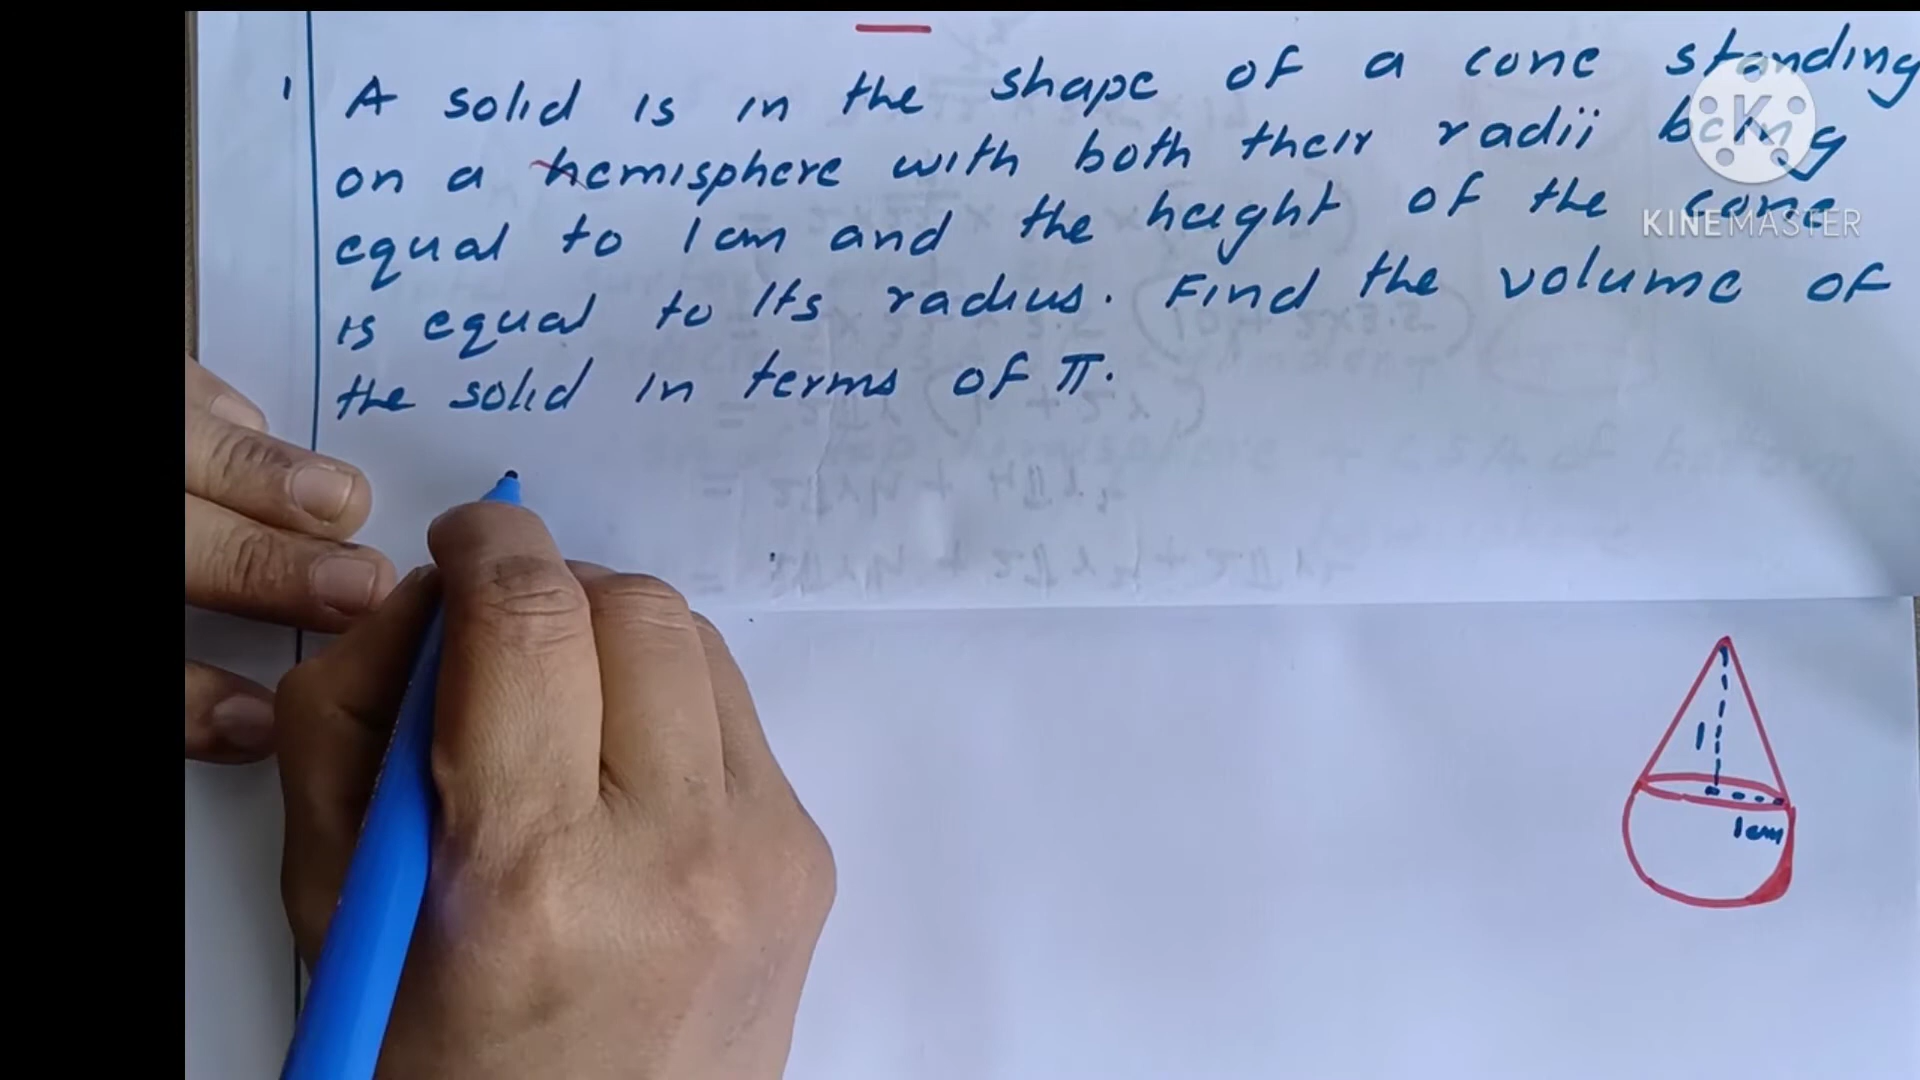 1 A solid is in the shape of a cone standing
on a hemisphere with both their radii being
equal to 1 cm and the height of the cone
is equal to its radius. Find the volume of
the solid in terms of π.
K
KINEMASTER
1
1cm